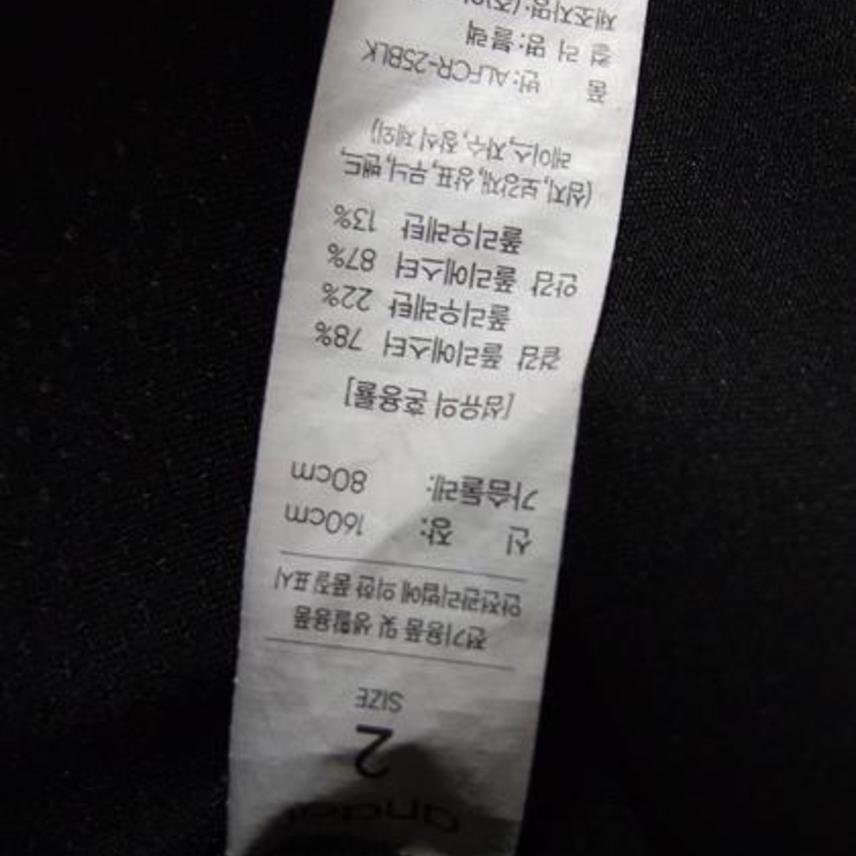 2
SIZE
전기용품 및 생활용품
안전관리법에 의한 품질표시
신 장: 160cm
가슴둘레: 80cm
[섬유의 혼용률]
겉감 폴리에스터 78%
폴리우레탄 22%
안감 폴리에스터 87%
폴리우레탄 13%
(심지, 보강재, 상표, 무늬, 밴드,
레이스, 자수, 장식 제외)
품 번: ALFCR-25BLK
컬 러 명: 블랙